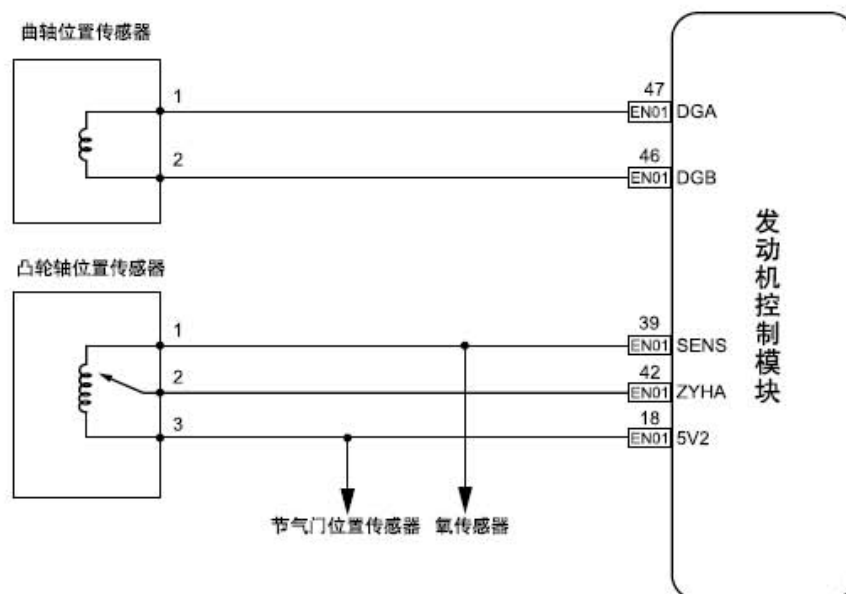 曲轴位置传感器
1
47
EN01 DGA
2
46
EN01 DGB
凸轮轴位置传感器
1
39
EN01 SENS
2
42
EN01 ZYHA
3
18
EN01 5V2
节气门位置传感器 氧传感器
发动机控制模块